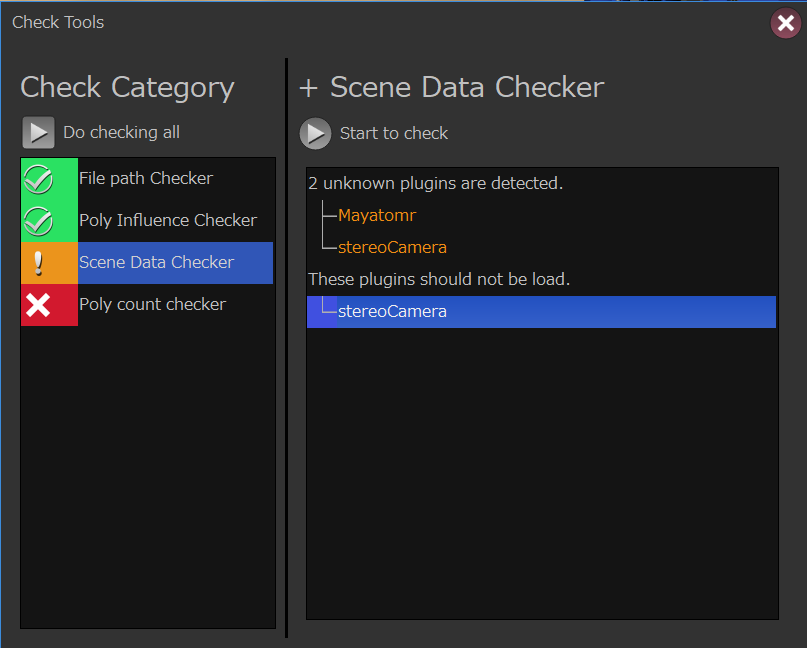 Check Tools
Check Category
Do checking all
File path Checker
Poly Influence Checker
Scene Data Checker
Poly count checker
+ Scene Data Checker
Start to check
2 unknown plugins are detected.
Mayatomr
stereoCamera
These plugins should not be load.
stereoCamera